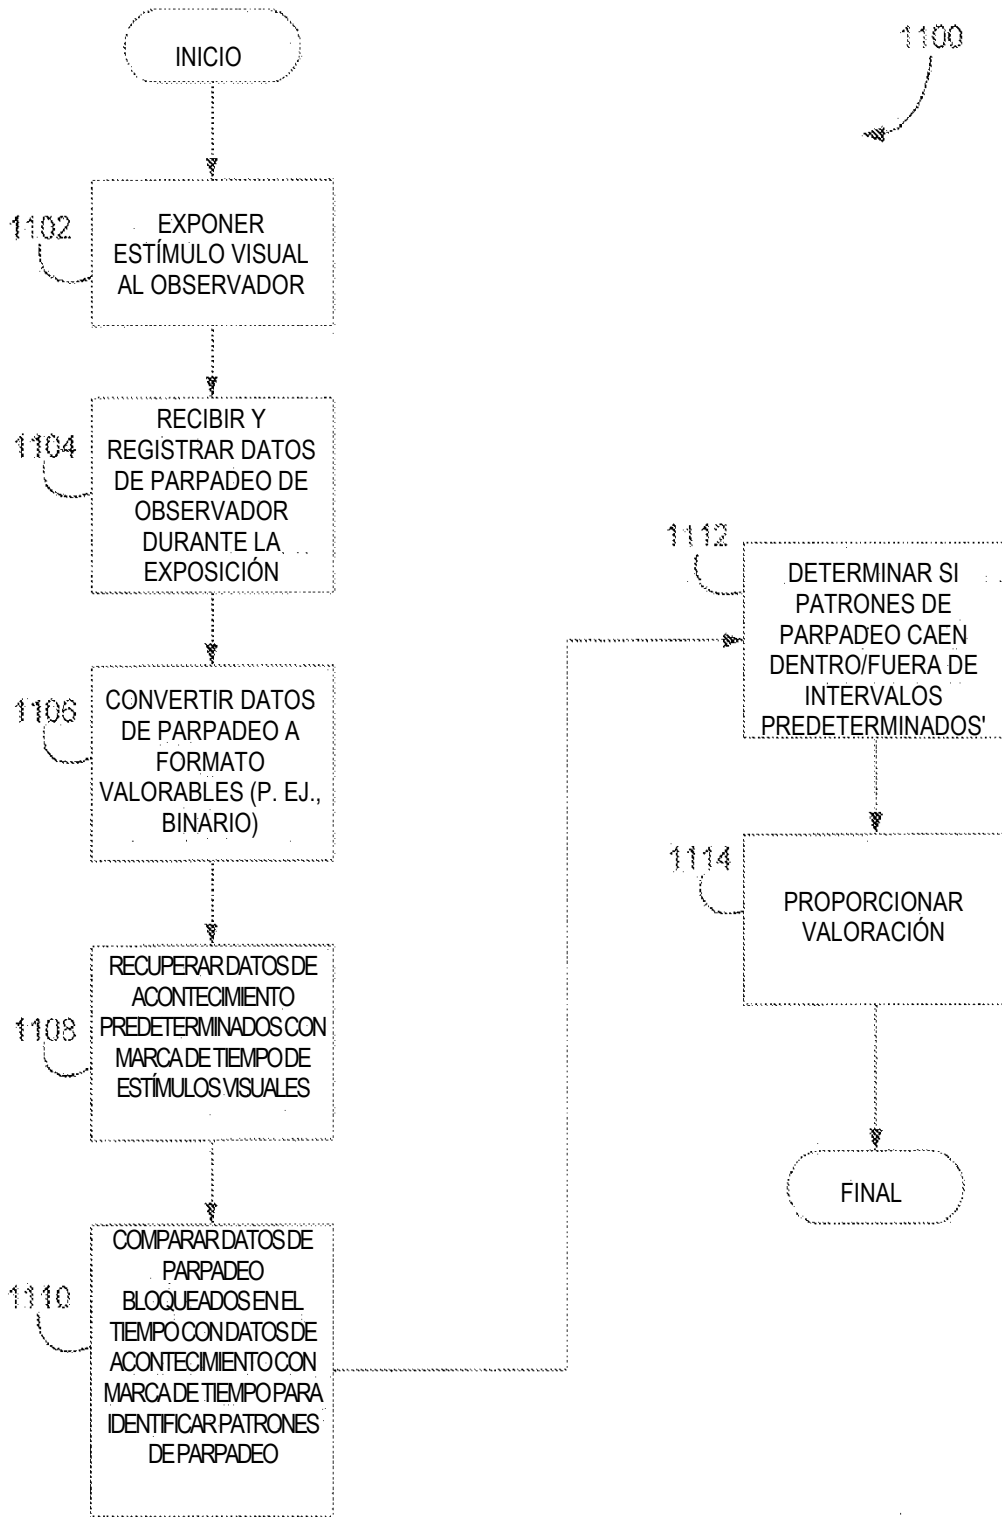 INICIO
1100
1102
EXPONER
ESTÍMULO VISUAL
AL OBSERVADOR
1104
RECIBIR Y
REGISTRAR DATOS
DE PARPADEO DE
OBSERVADOR
DURANTE LA
EXPOSICIÓN
1106
CONVERTIR DATOS
DE PARPADEO A
FORMATO
VALORABLES (P. EJ.,
BINARIO)
1108
RECUPERAR DATOS DE
ACONTECIMIENTO
PREDETERMINADOS CON
MARCA DE TIEMPO DE
ESTÍMULOS VISUALES
1110
COMPARAR DATOS DE
PARPADEO
BLOQUEADOS EN EL
TIEMPO CON DATOS DE
ACONTECIMIENTO CON
MARCA DE TIEMPO PARA
IDENTIFICAR PATRONES
DE PARPADEO
1112
DETERMINAR SI
PATRONES DE
PARPADEO CAEN
DENTRO/FUERA DE
INTERVALOS
PREDETERMINADOS'
1114
PROPORCIONAR
VALORACIÓN
FINAL